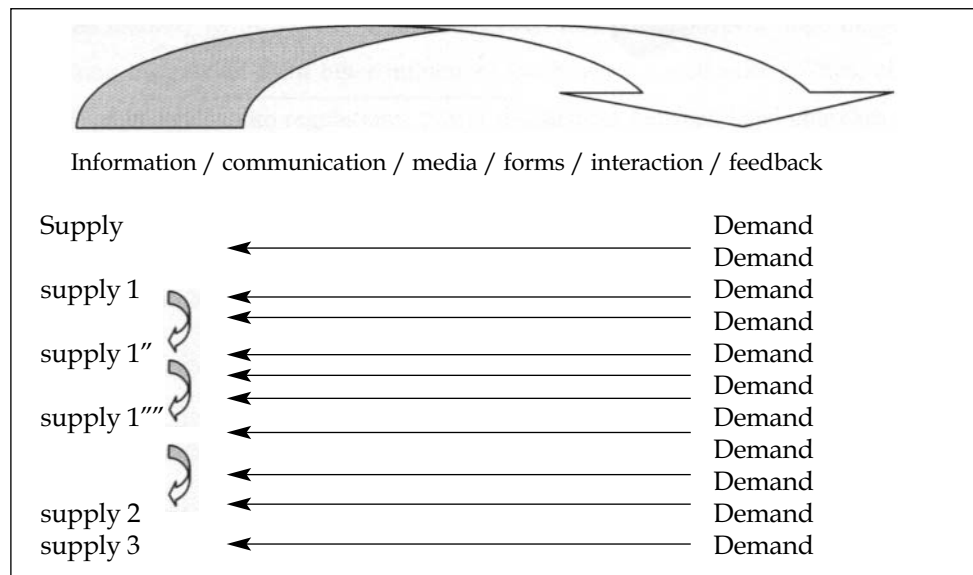 Information / communication / media / forms / interaction / feedback
Supply Demand
Demand
supply 1 Demand
Demand
supply 1″ Demand
Demand
supply 1″″ Demand
Demand
Demand
supply 2 Demand
supply 3 Demand